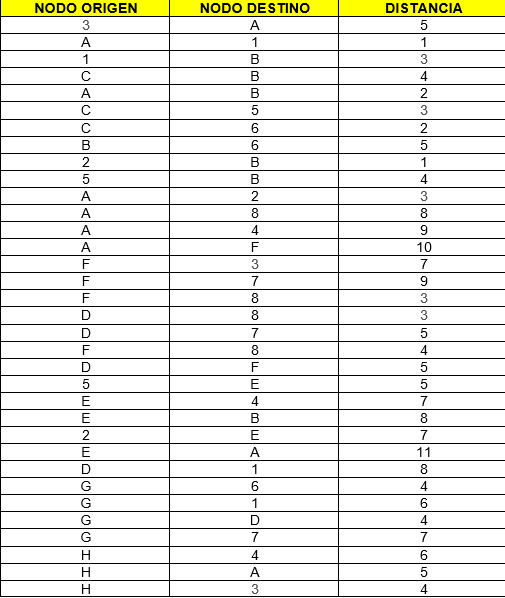 NODO ORIGEN NODO DESTINO DISTANCIA
3 A 5
A 1 1
1 B 3
C B 4
A B 2
C 5 3
C 6 2
B 6 5
2 B 1
5 B 4
A 2 3
A 8 8
A 4 9
A F 10
F 3 7
F 7 9
F 8 3
D 8 3
D 7 5
F 8 4
D F 5
5 E 5
E 4 7
E B 8
2 E 7
E A 11
D 1 8
G 6 4
G 1 6
G D 4
G 7 7
H 4 6
H A 5
H 3 4